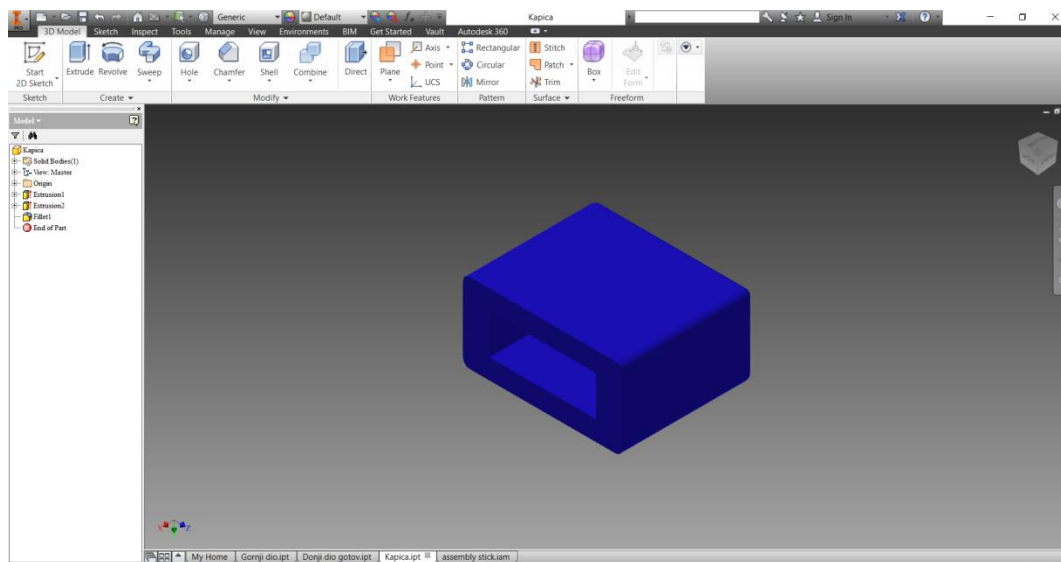 Generic Default Kapica Sign In
3D Model Sketch Inspect Tools Manage View Environments BIM Get Started Vault Autodesk 360
Axis Rectangular Stitch
Point Circular Patch
Start 2D Sketch Extrude Revolve Sweep Hole Chamfer Shell Combine Direct Plane UCS Mirror Trim Box Edit Form
Sketch Create Modify Work Features Pattern Surface Freeform
Model
Kapica
Solid Bodies(1)
View: Master
Origin
Extrusion1
Extrusion2
Fillet1
End of Part
My Home Gornji dio.ipt Donji dio gotov.ipt Kapica.ipt assembly stick.iam